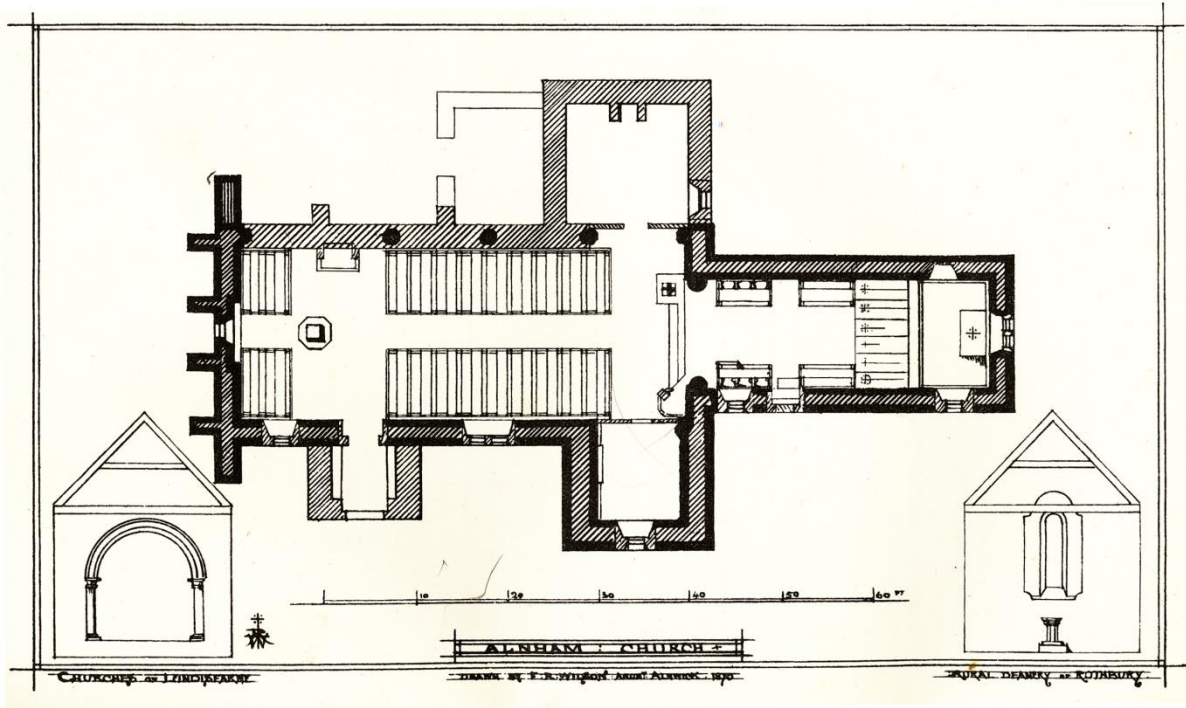 10 20 30 40 50 60 FT
ALNHAM : CHURCH +
CHURCHES OF LINDISFARNE
DRAWN BY F. R. WILSON ARCHT ALNWICK 1870
RURAL DEANERY OF ROTHBURY